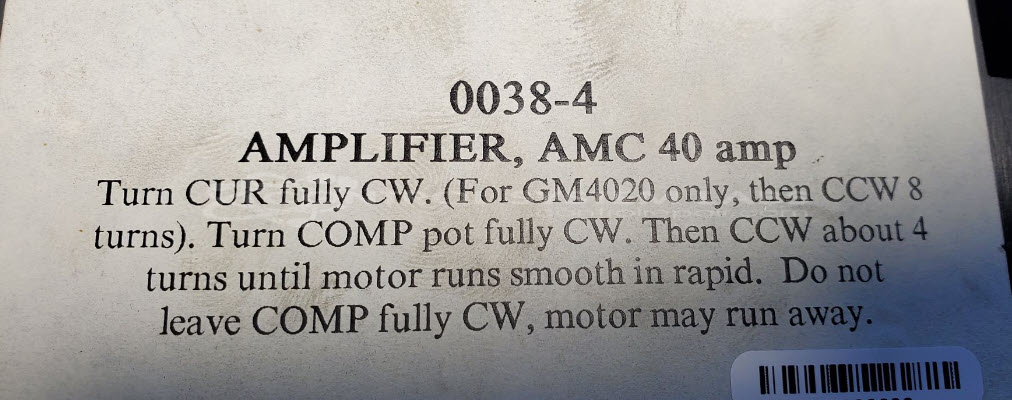 0038-4
AMPLIFIER, AMC 40 amp
Turn CUR fully CW. (For GM4020 only, then CCW 8
turns). Turn COMP pot fully CW. Then CCW about 4
turns until motor runs smooth in rapid. Do not
leave COMP fully CW, motor may run away.